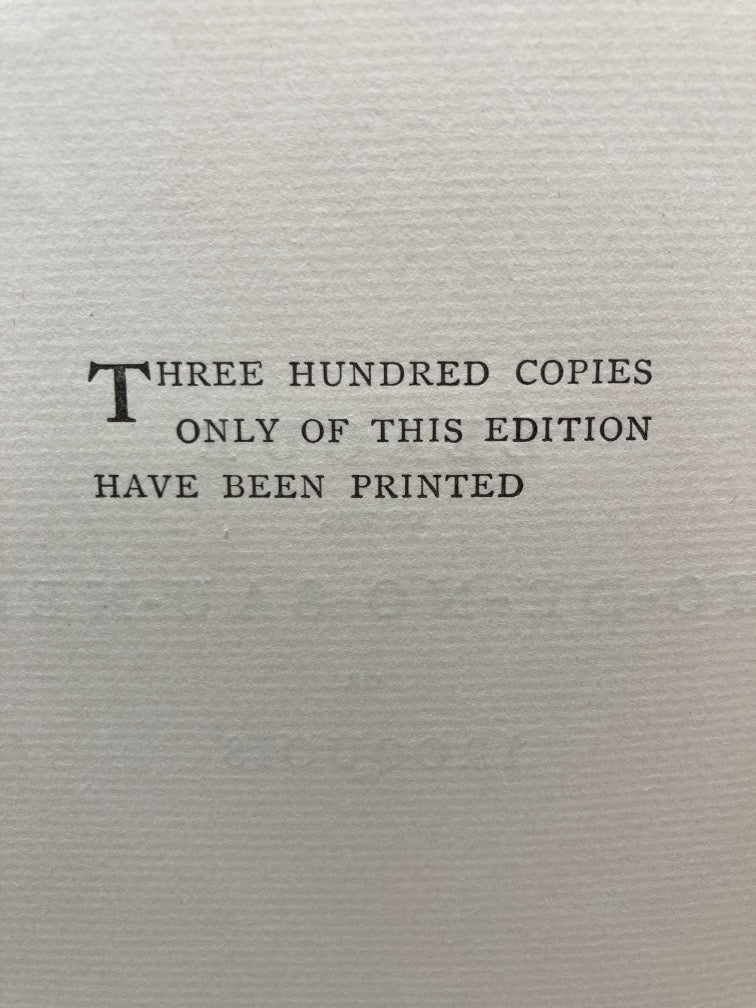 THREE HUNDRED COPIES
ONLY OF THIS EDITION
HAVE BEEN PRINTED